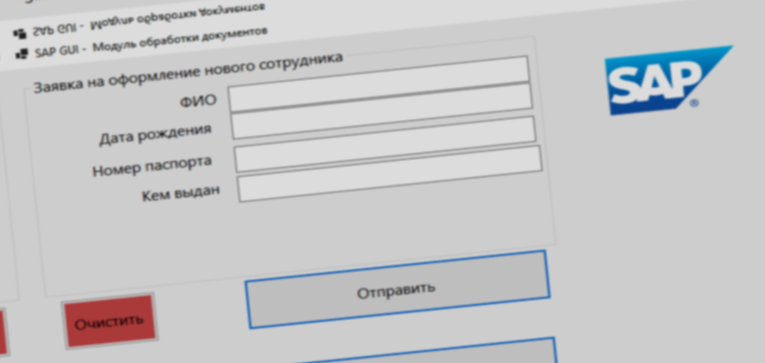 SAP GUI - Модуль обработки документов
SAP GUI - Модуль обработки документов
Заявка на оформление нового сотрудника
ФИО
Дата рождения
Номер паспорта
Кем выдан
SAP®
Очистить
Отправить